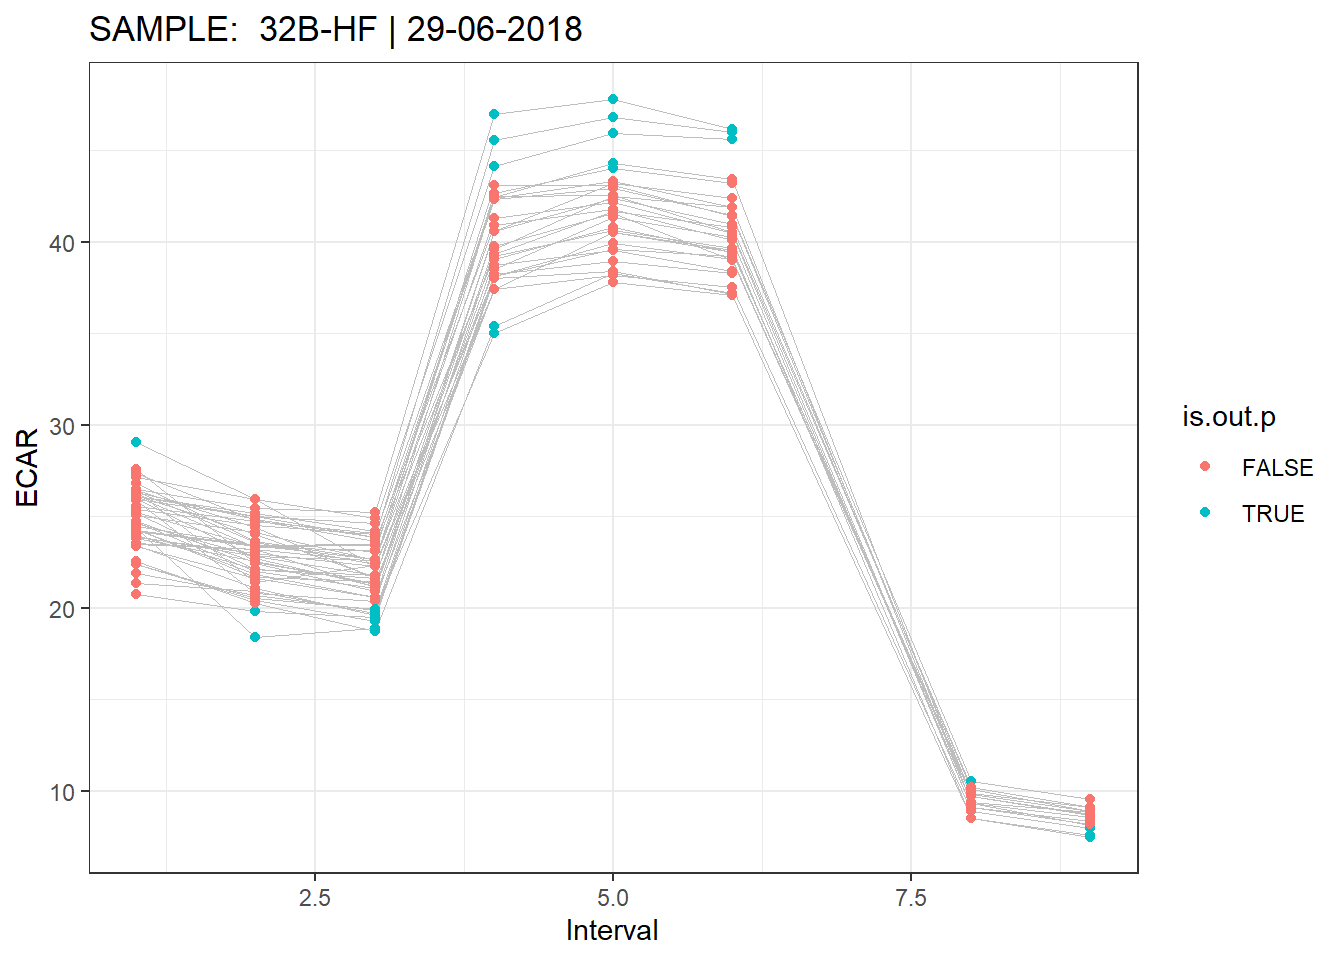 SAMPLE:  32B-HF | 29-06-2018
ECAR
40
30
20
10
2.5
5.0
7.5
Interval
is.out.p
FALSE
TRUE